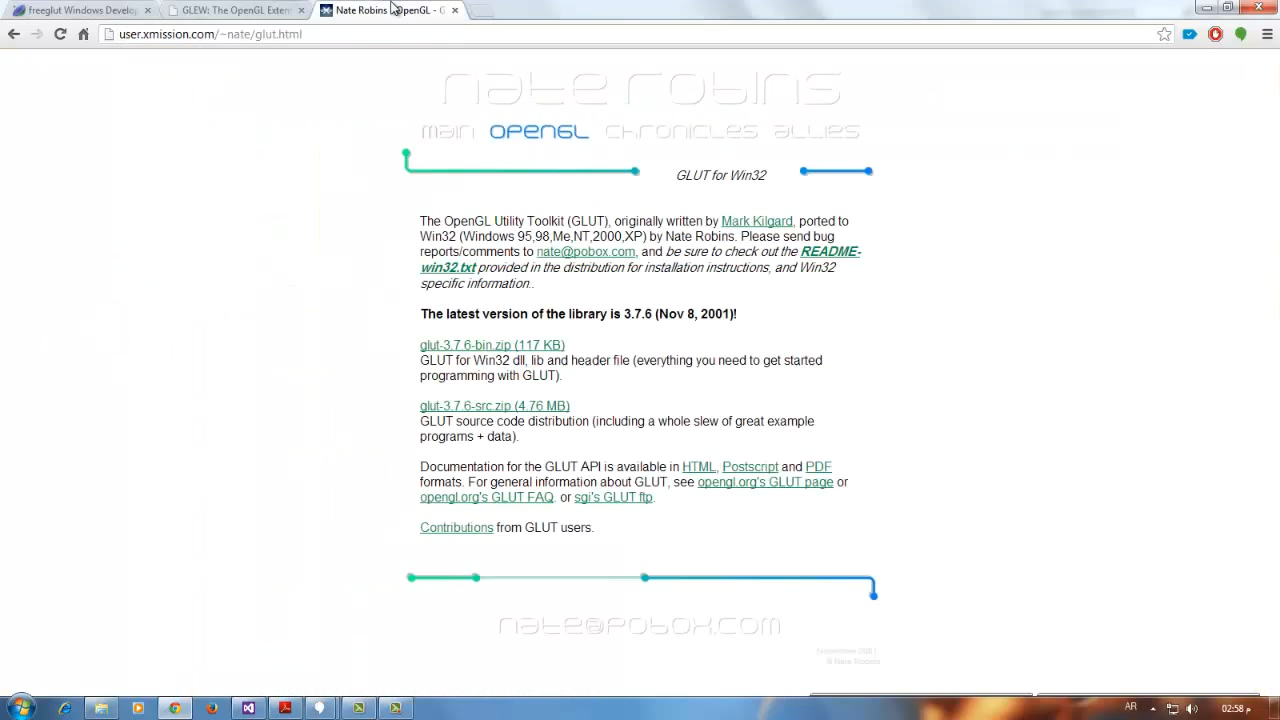 freeglut Windows Develop
GLEW: The OpenGL Exten
Nate Robins - OpenGL - G
user.xmission.com/~nate/glut.html
nate robins
main OPENGL chronicles allies
GLUT for Win32
The OpenGL Utility Toolkit (GLUT), originally written by Mark Kilgard, ported to
Win32 (Windows 95,98,Me,NT,2000,XP) by Nate Robins. Please send bug
reports/comments to nate@pobox.com, and be sure to check out the README-
win32.txt provided in the distribution for installation instructions, and Win32
specific information..
The latest version of the library is 3.7.6 (Nov 8, 2001)!
glut-3.7.6-bin.zip (117 KB)
GLUT for Win32 dll, lib and header file (everything you need to get started
programming with GLUT).
glut-3.7.6-src.zip (4.76 MB)
GLUT source code distribution (including a whole slew of great example
programs + data).
Documentation for the GLUT API is available in HTML, Postscript and PDF
formats. For general information about GLUT, see opengl.org's GLUT page or
opengl.org's GLUT FAQ. or sgi's GLUT ftp.
Contributions from GLUT users.
nate@pobox.com
© Nate Robins
AR
02:58 م